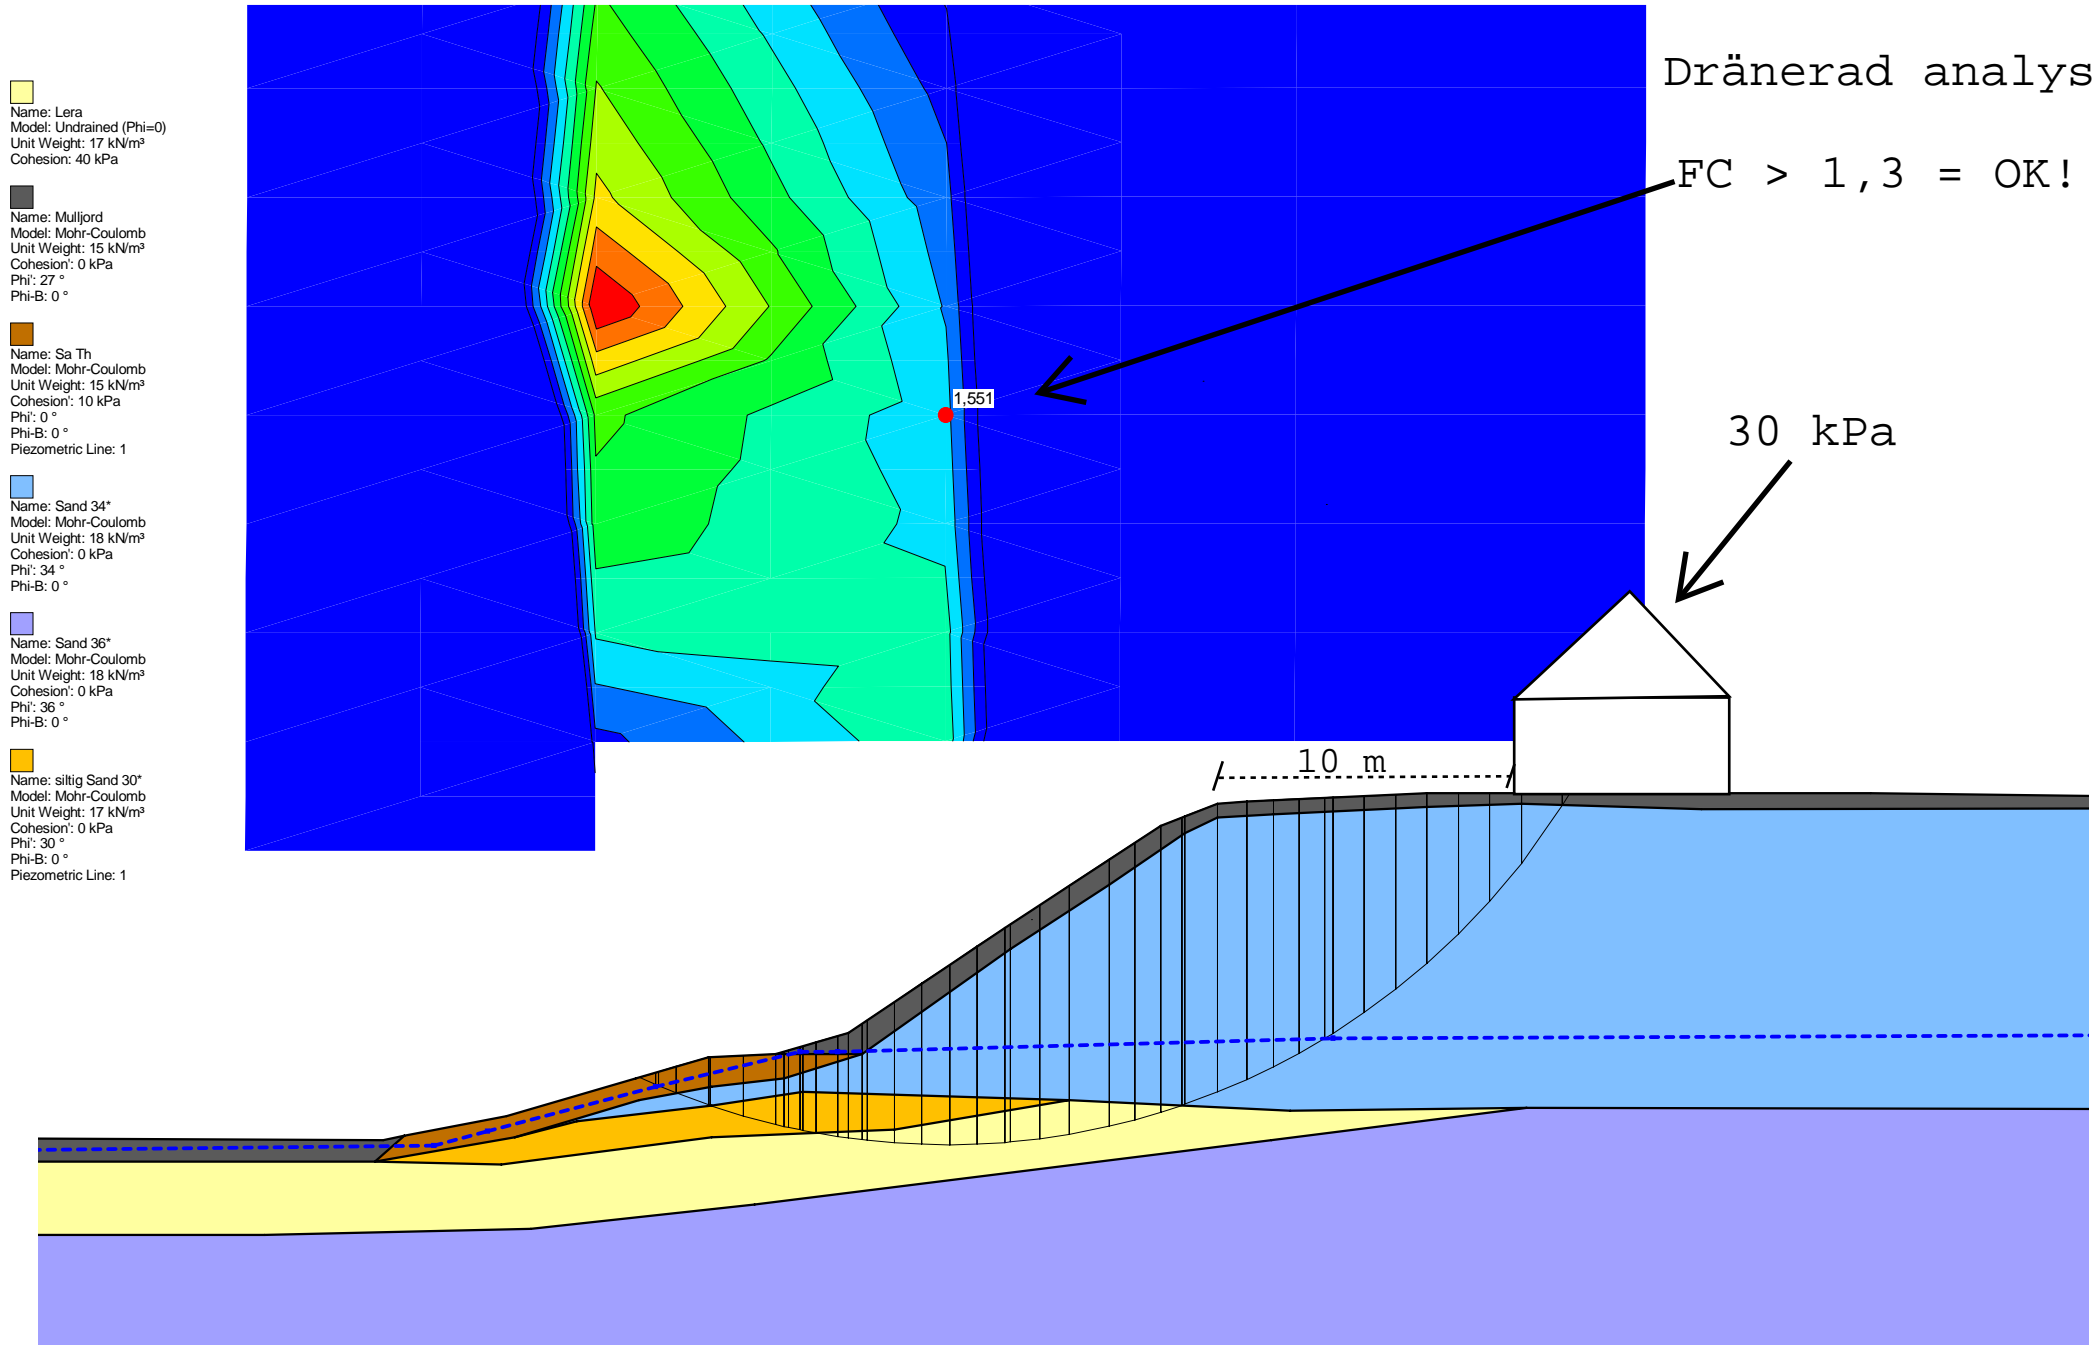 Name: Lera
Model: Undrained (Phi=0)
Unit Weight: 17 kN/m³
Cohesion: 40 kPa
Name: Mulljord
Model: Mohr-Coulomb
Unit Weight: 15 kN/m³
Cohesion': 0 kPa
Phi': 27 °
Phi-B: 0 °
Name: Sa Th
Model: Mohr-Coulomb
Unit Weight: 15 kN/m³
Cohesion': 10 kPa
Phi': 0 °
Phi-B: 0 °
Piezometric Line: 1
Name: Sand 34*
Model: Mohr-Coulomb
Unit Weight: 18 kN/m³
Cohesion': 0 kPa
Phi': 34 °
Phi-B: 0 °
Name: Sand 36*
Model: Mohr-Coulomb
Unit Weight: 18 kN/m³
Cohesion': 0 kPa
Phi': 36 °
Phi-B: 0 °
Name: siltig Sand 30*
Model: Mohr-Coulomb
Unit Weight: 17 kN/m³
Cohesion': 0 kPa
Phi': 30 °
Phi-B: 0 °
Piezometric Line: 1
Dränerad analys
FC > 1,3 = OK!
1,551
30 kPa
10 m